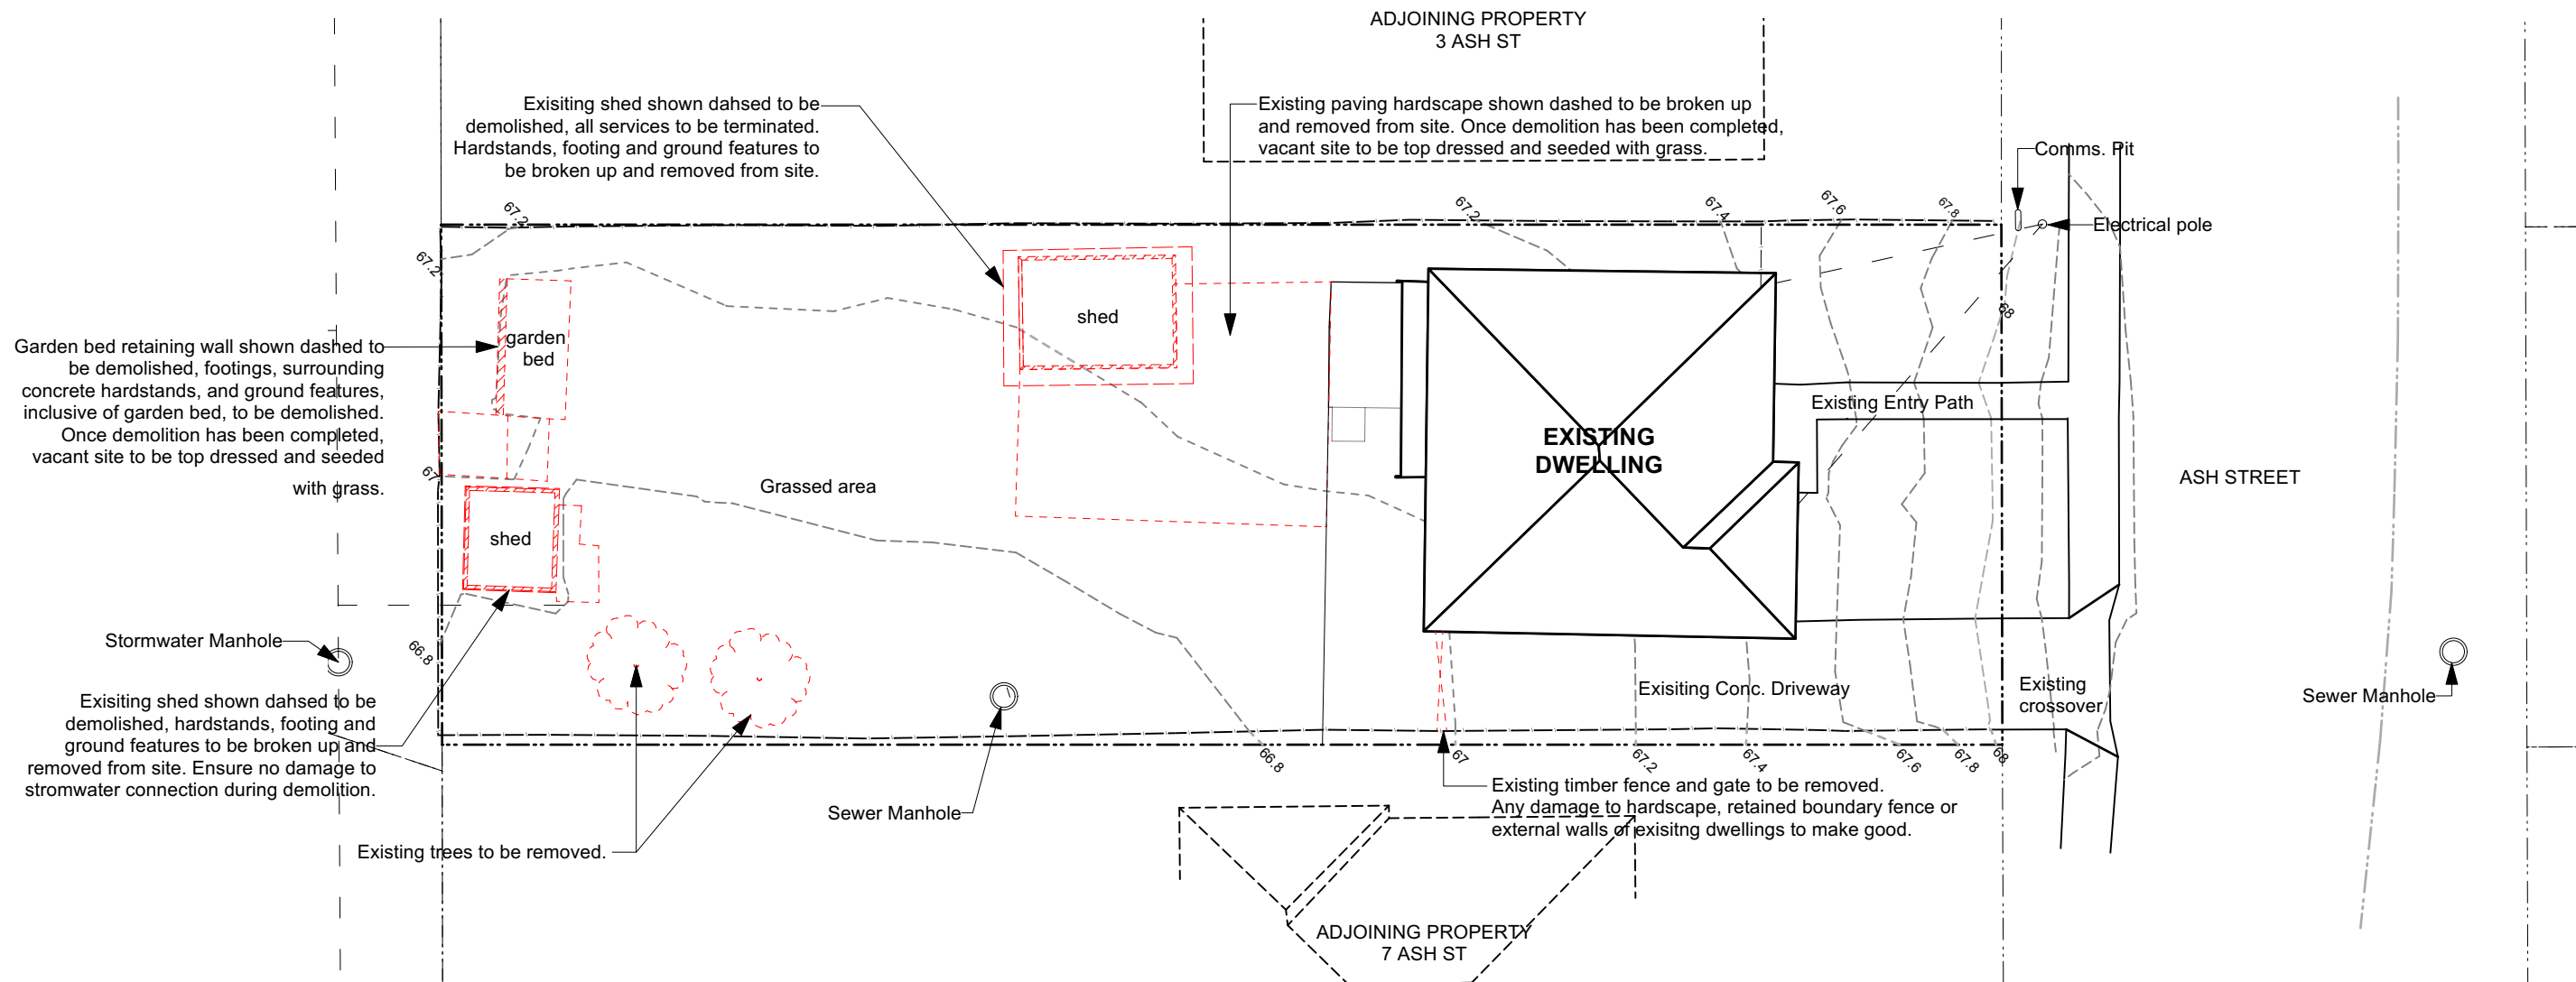 ADJOINING PROPERTY
3 ASH ST
Exisiting shed shown dahsed to be
demolished, all services to be terminated.
Hardstands, footing and ground features to
be broken up and removed from site.
Existing paving hardscape shown dashed to be broken up
and removed from site. Once demolition has been completed,
vacant site to be top dressed and seeded with grass.
Comms. Pit
Electrical pole
67.2
67.2
67.4
67.6
67.8
67.2
68
shed
garden
bed
Garden bed retaining wall shown dashed to
be demolished, footings, surrounding
concrete hardstands, and ground features,
inclusive of garden bed, to be demolished.
Once demolition has been completed,
vacant site to be top dressed and seeded
with grass.
67
Existing Entry Path
EXISTING
DWELLING
Grassed area
ASH STREET
shed
Stormwater Manhole
66.8
Exisiting shed shown dahsed to be
demolished, hardstands, footing and
ground features to be broken up and
removed from site. Ensure no damage to
stromwater connection during demolition.
Exisiting Conc. Driveway
Existing
crossover
Sewer Manhole
66.8
67
67.2
67.4
67.6
67.8
68
Existing timber fence and gate to be removed.
Any damage to hardscape, retained boundary fence or
external walls of exisitng dwellings to make good.
Sewer Manhole
Existing trees to be removed.
ADJOINING PROPERTY
7 ASH ST